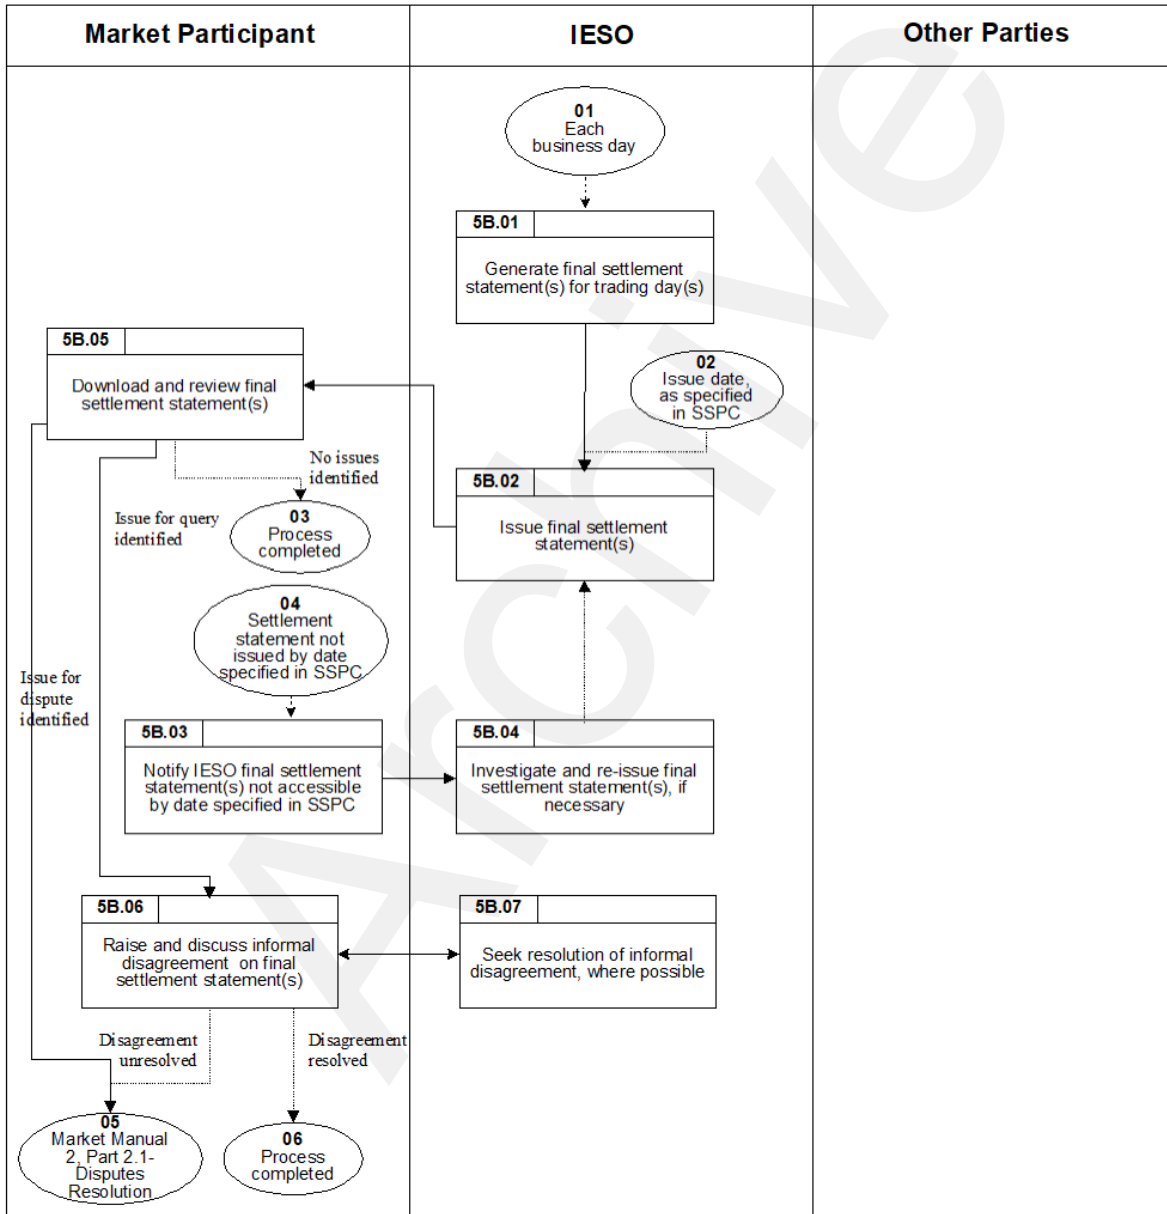 Market Participant
IESO
Other Parties
01
Each
business day
5B.01
Generate final settlement
statement(s) for trading day(s)
5B.05
Download and review final
settlement statement(s)
02
Issue date,
as specified
in SSPC
No issues
identified
5B.02
Issue final settlement
statement(s)
Issue for query
identified
03
Process
completed
04
Settlement
statement not
issued by date
specified in SSPC
Issue for
dispute
identified
5B.03
Notify IESO final settlement
statement(s) not accessible
by date specified in SSPC
5B.04
Investigate and re-issue final
settlement statement(s), if
necessary
5B.06
Raise and discuss informal
disagreement on final
settlement statement(s)
5B.07
Seek resolution of informal
disagreement, where possible
Disagreement
unresolved
Disagreement
resolved
05
Market Manual
2, Part 2.1-
Disputes
Resolution
06
Process
completed
Archive